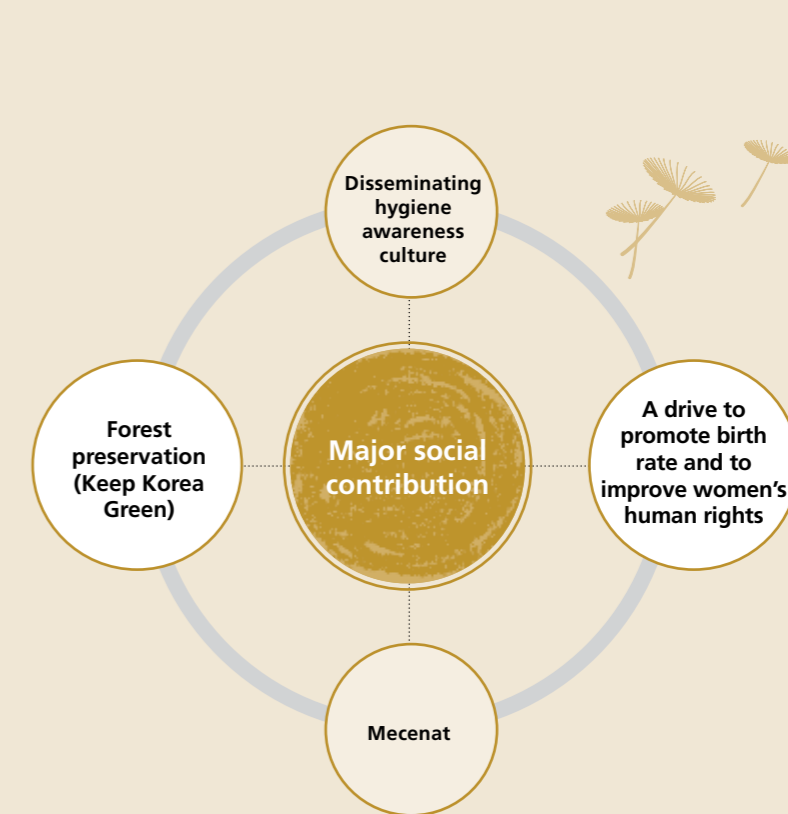 Disseminating
hygiene
awareness
culture
Forest
preservation
(Keep Korea
Green)
Major social
contribution
A drive to
promote birth
rate and to
improve women's
human rights
Mecenat